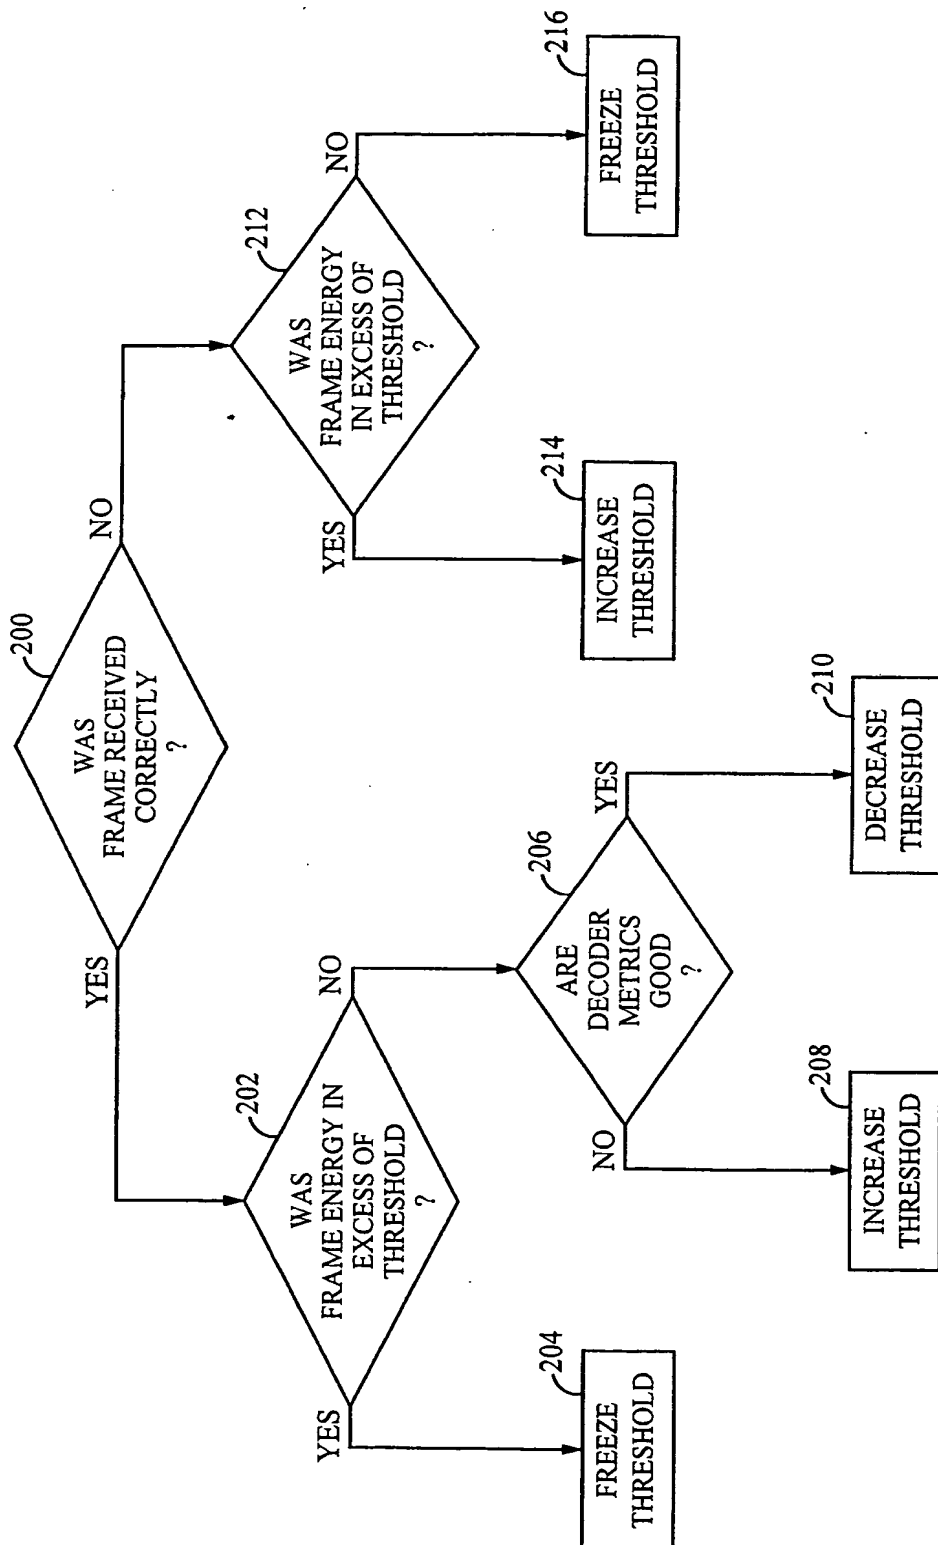 200
WAS
FRAME RECEIVED
CORRECTLY
?
YES
NO
202
WAS
FRAME ENERGY IN
EXCESS OF
THRESHOLD
?
YES
NO
212
WAS
FRAME ENERGY
IN EXCESS OF
THRESHOLD
?
YES
NO
204
FREEZE
THRESHOLD
206
ARE
DECODER
METRICS
GOOD
?
NO
YES
214
INCREASE
THRESHOLD
216
FREEZE
THRESHOLD
208
INCREASE
THRESHOLD
210
DECREASE
THRESHOLD